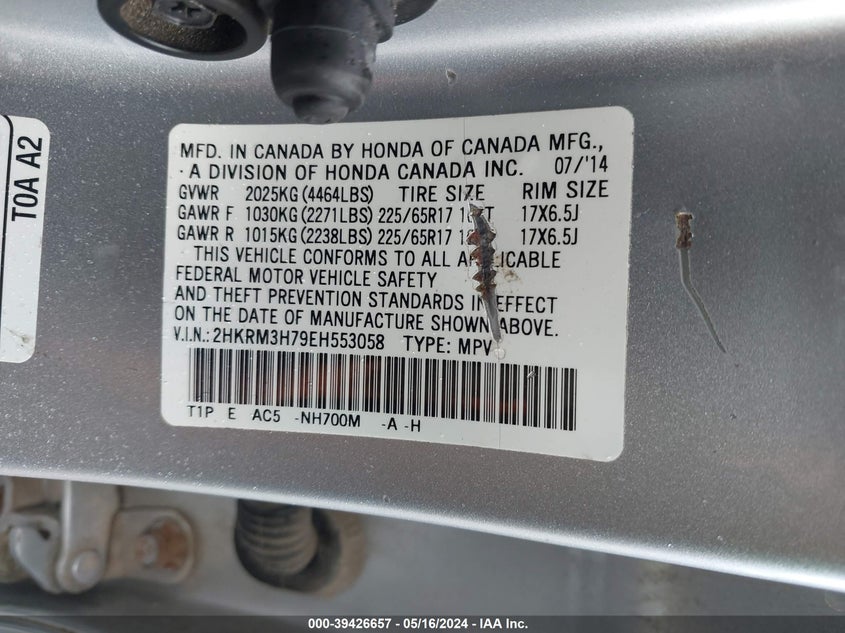 T0A A2
MFD. IN CANADA BY HONDA OF CANADA MFG.,
A DIVISION OF HONDA CANADA INC. 07/'14
GVWR 2025KG (4464LBS) TIRE SIZE RIM SIZE
GAWR F 1030KG (2271LBS) 225/65R17 17X6.5J
GAWR R 1015KG (2238LBS) 225/65R17 17X6.5J
THIS VEHICLE CONFORMS TO ALL APPLICABLE
FEDERAL MOTOR VEHICLE SAFETY
AND THEFT PREVENTION STANDARDS IN EFFECT
ON THE DATE OF MANUFACTURE SHOWN ABOVE.
V.I.N.: 2HKRM3H79EH553058 TYPE: MPV
T1P E AC5 -NH700M -A -H
000-39426657 - 05/16/2024 - IAA Inc.